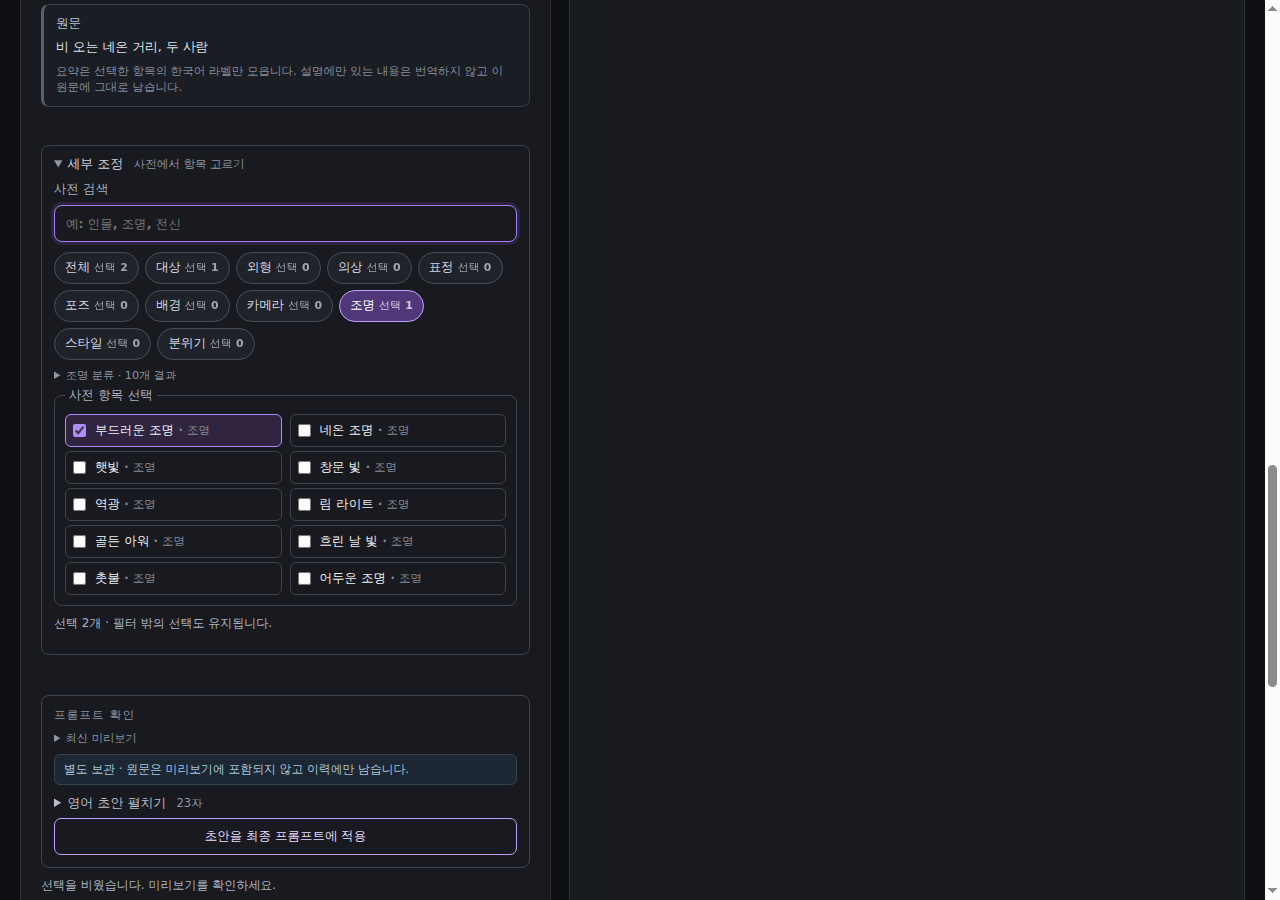 원문
비 오는 네온 거리, 두 사람
요약은 선택한 항목의 한국어 라벨만 모읍니다. 설명에만 있는 내용은 번역하지 않고 이
원문에 그대로 남습니다.
▼ 세부 조정 사전에서 항목 고르기
사전 검색
예: 인물, 조명, 전신
전체 선택 2 대상 선택 1 외형 선택 0 의상 선택 0 표정 선택 0
포즈 선택 0 배경 선택 0 카메라 선택 0 조명 선택 1
스타일 선택 0 분위기 선택 0
▶ 조명 분류 · 10개 결과
사전 항목 선택
부드러운 조명 · 조명 네온 조명 · 조명
햇빛 · 조명 창문 빛 · 조명
역광 · 조명 림 라이트 · 조명
골든 아워 · 조명 흐린 날 빛 · 조명
촛불 · 조명 어두운 조명 · 조명
선택 2개 · 필터 밖의 선택도 유지됩니다.
프롬프트 확인
▶ 최신 미리보기
별도 보관 · 원문은 미리보기에 포함되지 않고 이력에만 남습니다.
▶ 영어 초안 펼치기 23자
초안을 최종 프롬프트에 적용
선택을 비웠습니다. 미리보기를 확인하세요.